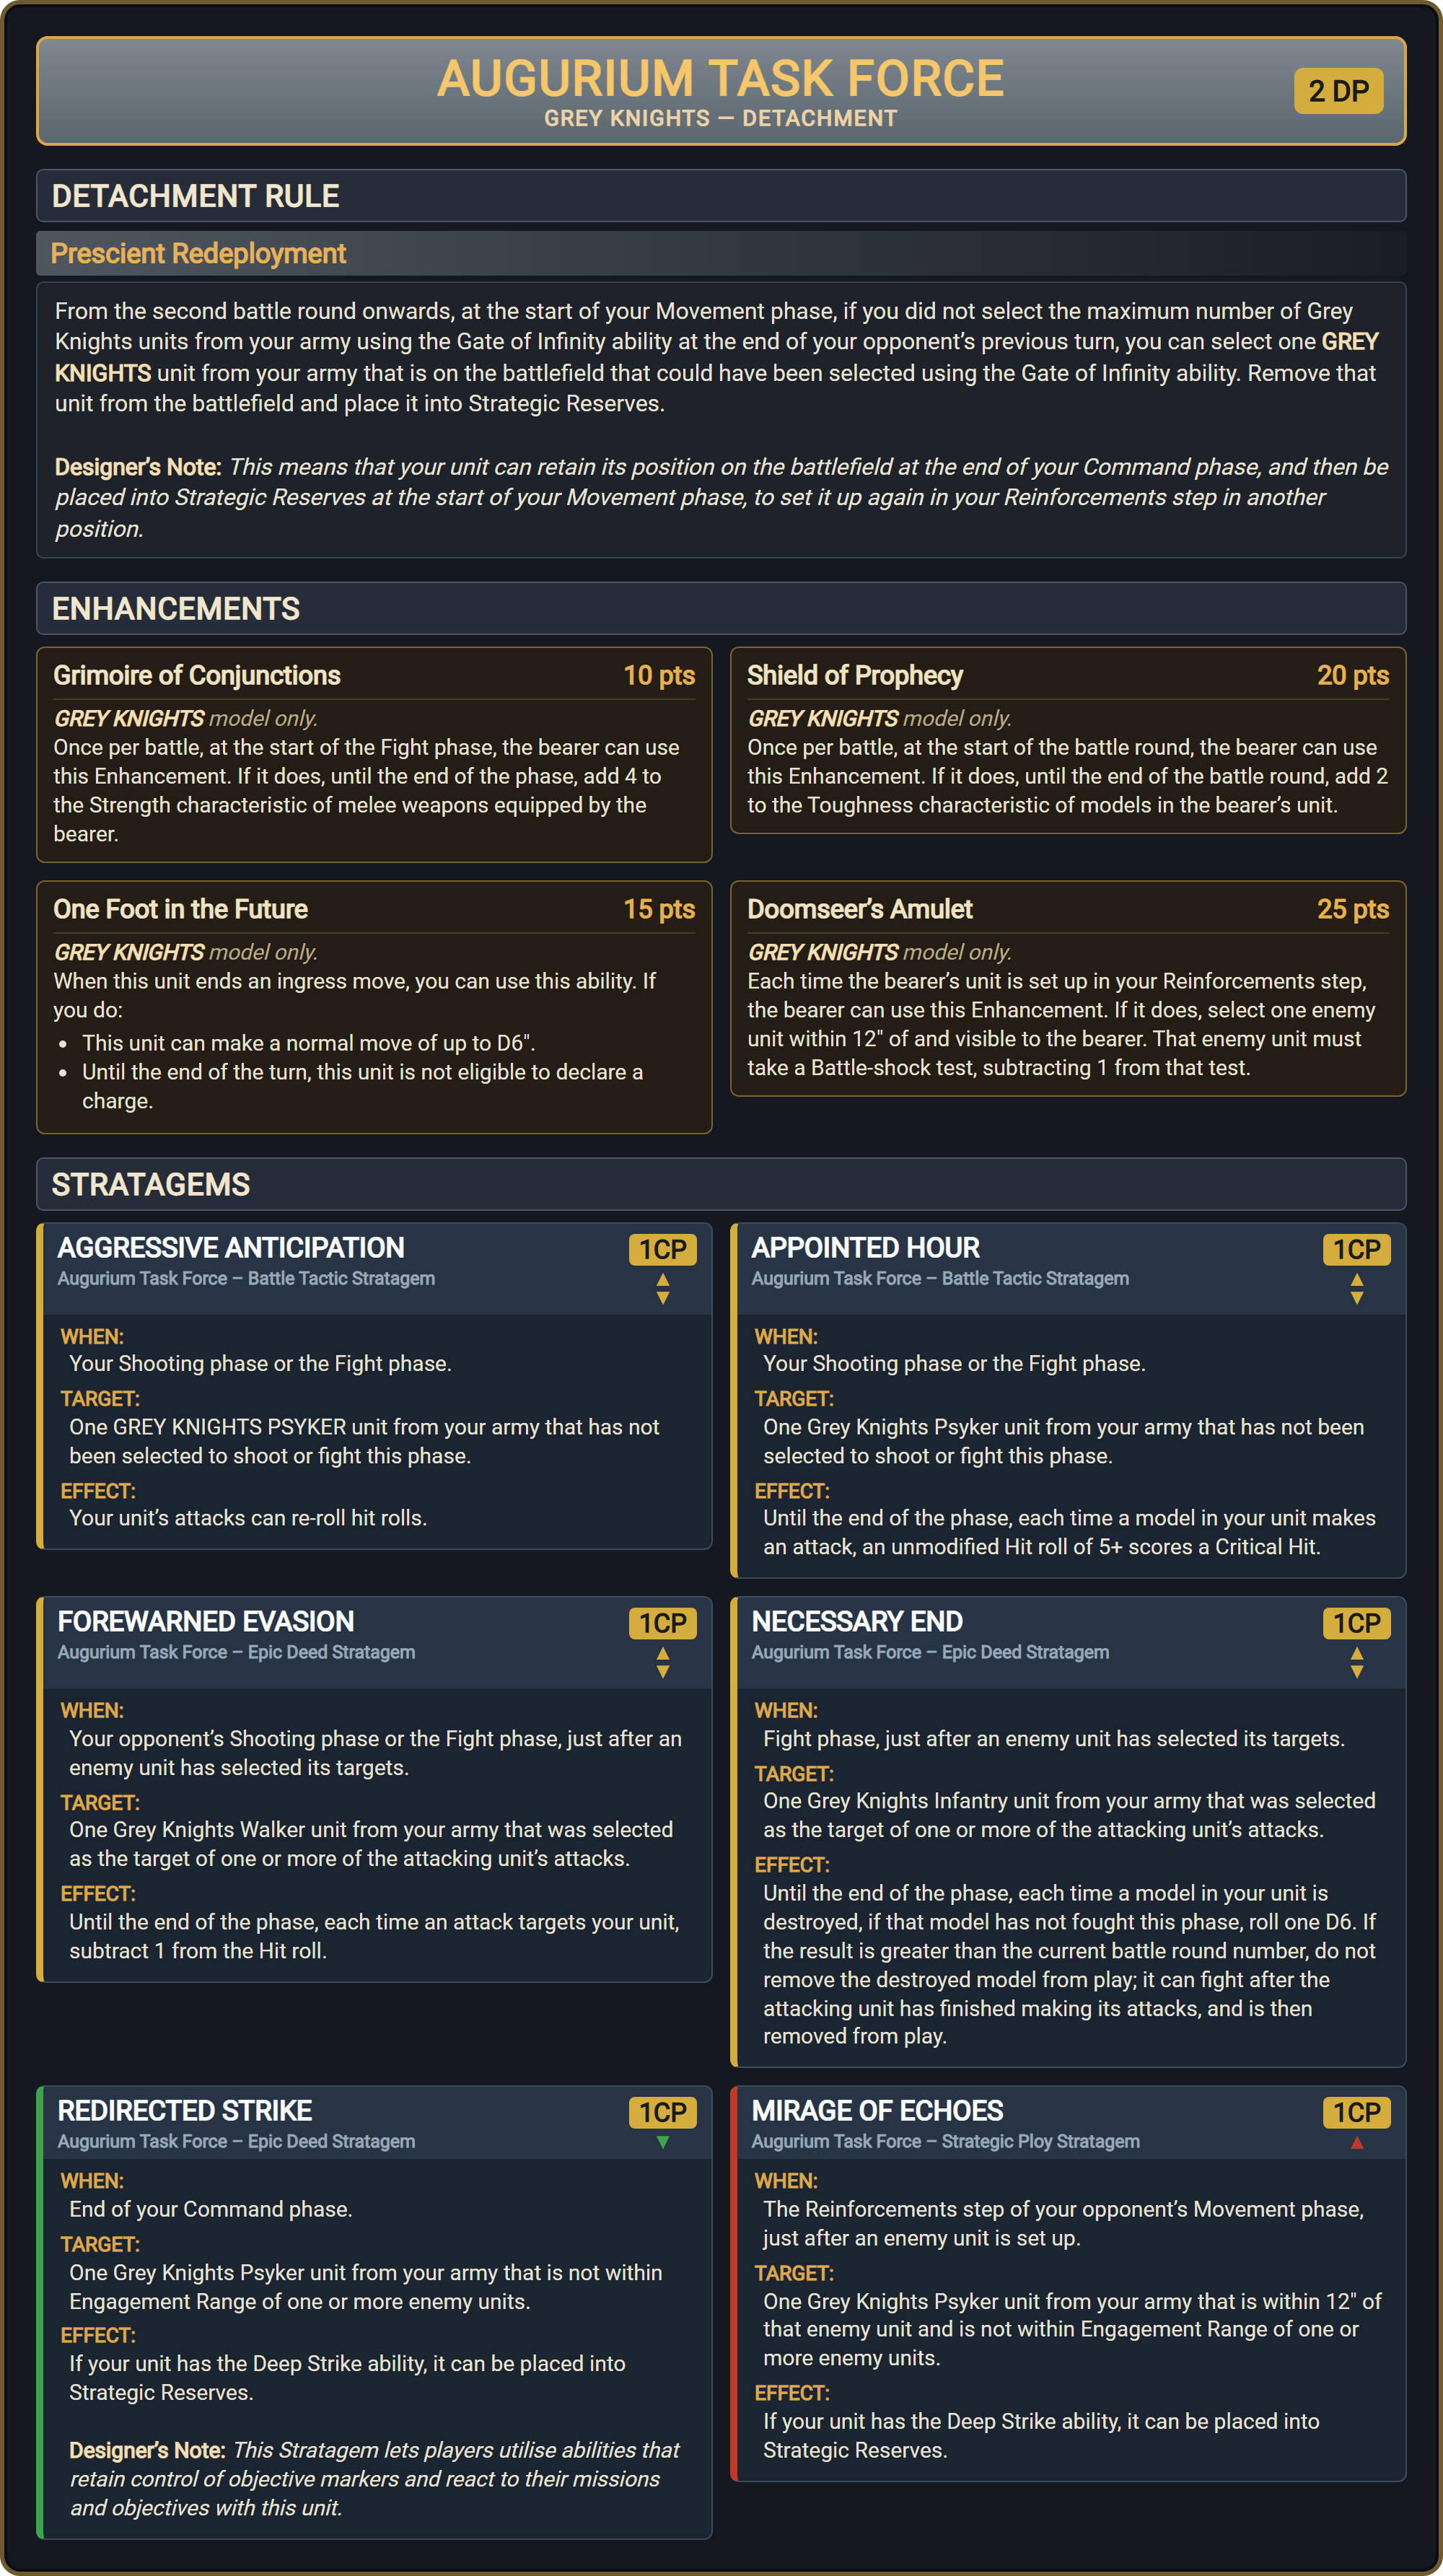 AUGURIUM TASK FORCE
GREY KNIGHTS — DETACHMENT
2 DP
DETACHMENT RULE
Prescient Redeployment
From the second battle round onwards, at the start of your Movement phase, if you did not select the maximum number of Grey
Knights units from your army using the Gate of Infinity ability at the end of your opponent’s previous turn, you can select one GREY
KNIGHTS unit from your army that is on the battlefield that could have been selected using the Gate of Infinity ability. Remove that
unit from the battlefield and place it into Strategic Reserves.
Designer’s Note: This means that your unit can retain its position on the battlefield at the end of your Command phase, and then be
placed into Strategic Reserves at the start of your Movement phase, to set it up again in your Reinforcements step in another
position.
ENHANCEMENTS
Grimoire of Conjunctions
10 pts
GREY KNIGHTS model only.
Once per battle, at the start of the Fight phase, the bearer can use
this Enhancement. If it does, until the end of the phase, add 4 to
the Strength characteristic of melee weapons equipped by the
bearer.
Shield of Prophecy
20 pts
GREY KNIGHTS model only.
Once per battle, at the start of the battle round, the bearer can use
this Enhancement. If it does, until the end of the battle round, add 2
to the Toughness characteristic of models in the bearer’s unit.
One Foot in the Future
15 pts
GREY KNIGHTS model only.
When this unit ends an ingress move, you can use this ability. If
you do:
• This unit can make a normal move of up to D6".
• Until the end of the turn, this unit is not eligible to declare a
charge.
Doomseer’s Amulet
25 pts
GREY KNIGHTS model only.
Each time the bearer’s unit is set up in your Reinforcements step,
the bearer can use this Enhancement. If it does, select one enemy
unit within 12" of and visible to the bearer. That enemy unit must
take a Battle-shock test, subtracting 1 from that test.
STRATAGEMS
AGGRESSIVE ANTICIPATION
1CP
Augurium Task Force – Battle Tactic Stratagem
▲
▼
WHEN:
Your Shooting phase or the Fight phase.
TARGET:
One GREY KNIGHTS PSYKER unit from your army that has not
been selected to shoot or fight this phase.
EFFECT:
Your unit’s attacks can re-roll hit rolls.
APPOINTED HOUR
1CP
Augurium Task Force – Battle Tactic Stratagem
▲
▼
WHEN:
Your Shooting phase or the Fight phase.
TARGET:
One Grey Knights Psyker unit from your army that has not been
selected to shoot or fight this phase.
EFFECT:
Until the end of the phase, each time a model in your unit makes
an attack, an unmodified Hit roll of 5+ scores a Critical Hit.
FOREWARNED EVASION
1CP
Augurium Task Force – Epic Deed Stratagem
▲
▼
WHEN:
Your opponent’s Shooting phase or the Fight phase, just after an
enemy unit has selected its targets.
TARGET:
One Grey Knights Walker unit from your army that was selected
as the target of one or more of the attacking unit’s attacks.
EFFECT:
Until the end of the phase, each time an attack targets your unit,
subtract 1 from the Hit roll.
NECESSARY END
1CP
Augurium Task Force – Epic Deed Stratagem
▲
▼
WHEN:
Fight phase, just after an enemy unit has selected its targets.
TARGET:
One Grey Knights Infantry unit from your army that was selected
as the target of one or more of the attacking unit’s attacks.
EFFECT:
Until the end of the phase, each time a model in your unit is
destroyed, if that model has not fought this phase, roll one D6. If
the result is greater than the current battle round number, do not
remove the destroyed model from play; it can fight after the
attacking unit has finished making its attacks, and is then
removed from play.
REDIRECTED STRIKE
1CP
Augurium Task Force – Epic Deed Stratagem
▼
WHEN:
End of your Command phase.
TARGET:
One Grey Knights Psyker unit from your army that is not within
Engagement Range of one or more enemy units.
EFFECT:
If your unit has the Deep Strike ability, it can be placed into
Strategic Reserves.
Designer’s Note: This Stratagem lets players utilise abilities that
retain control of objective markers and react to their missions
and objectives with this unit.
MIRAGE OF ECHOES
1CP
Augurium Task Force – Strategic Ploy Stratagem
▲
WHEN:
The Reinforcements step of your opponent’s Movement phase,
just after an enemy unit is set up.
TARGET:
One Grey Knights Psyker unit from your army that is within 12" of
that enemy unit and is not within Engagement Range of one or
more enemy units.
EFFECT:
If your unit has the Deep Strike ability, it can be placed into
Strategic Reserves.